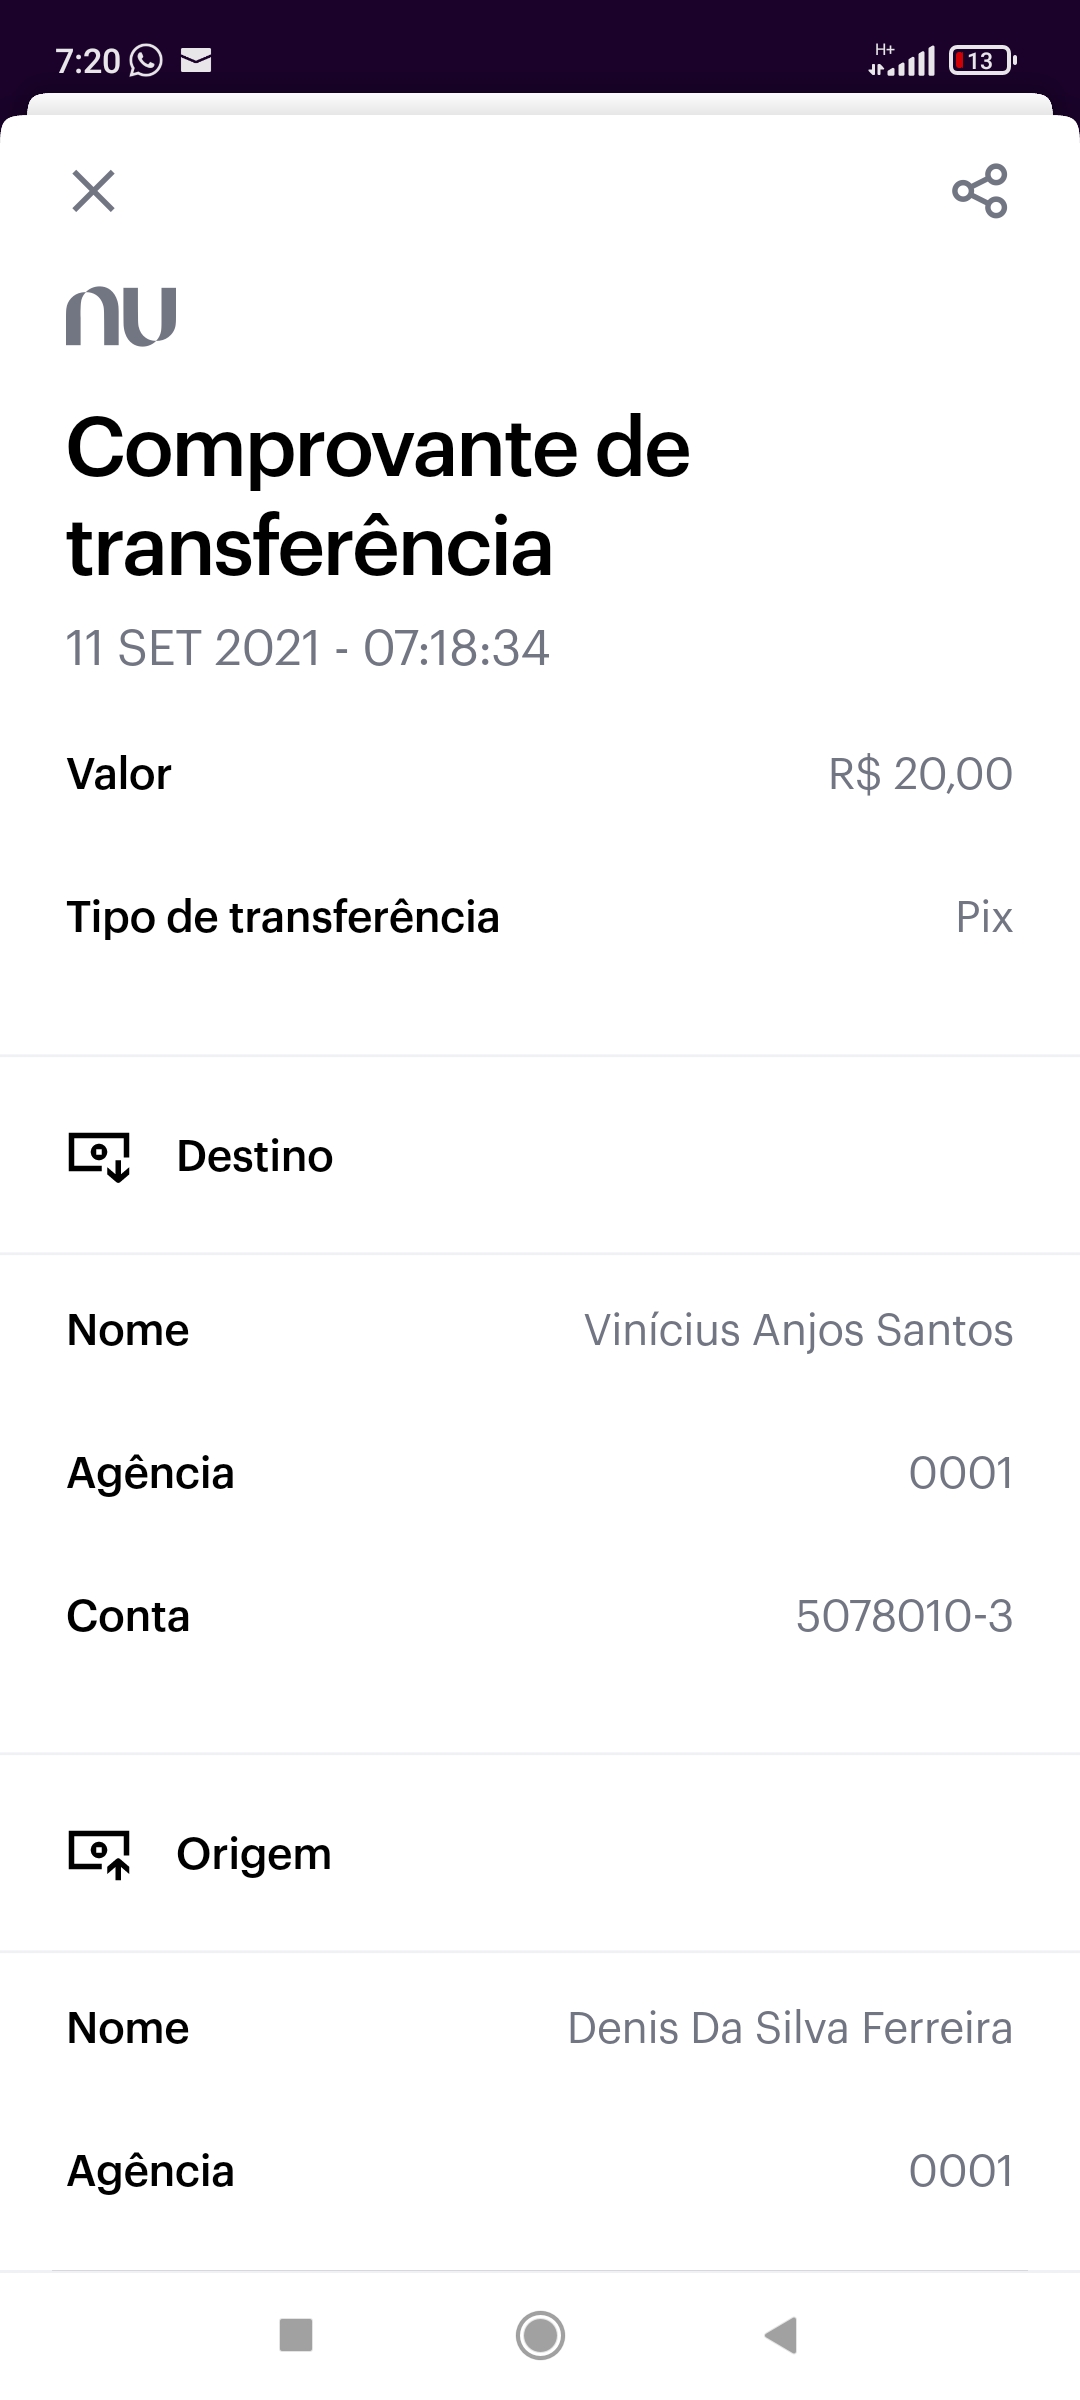 7:20
H+
13
nu
Comprovante de
transferência
11 SET 2021 - 07:18:34
Valor R$ 20,00
Tipo de transferência Pix
Destino
Nome Vinícius Anjos Santos
Agência 0001
Conta 5078010-3
Origem
Nome Denis Da Silva Ferreira
Agência 0001